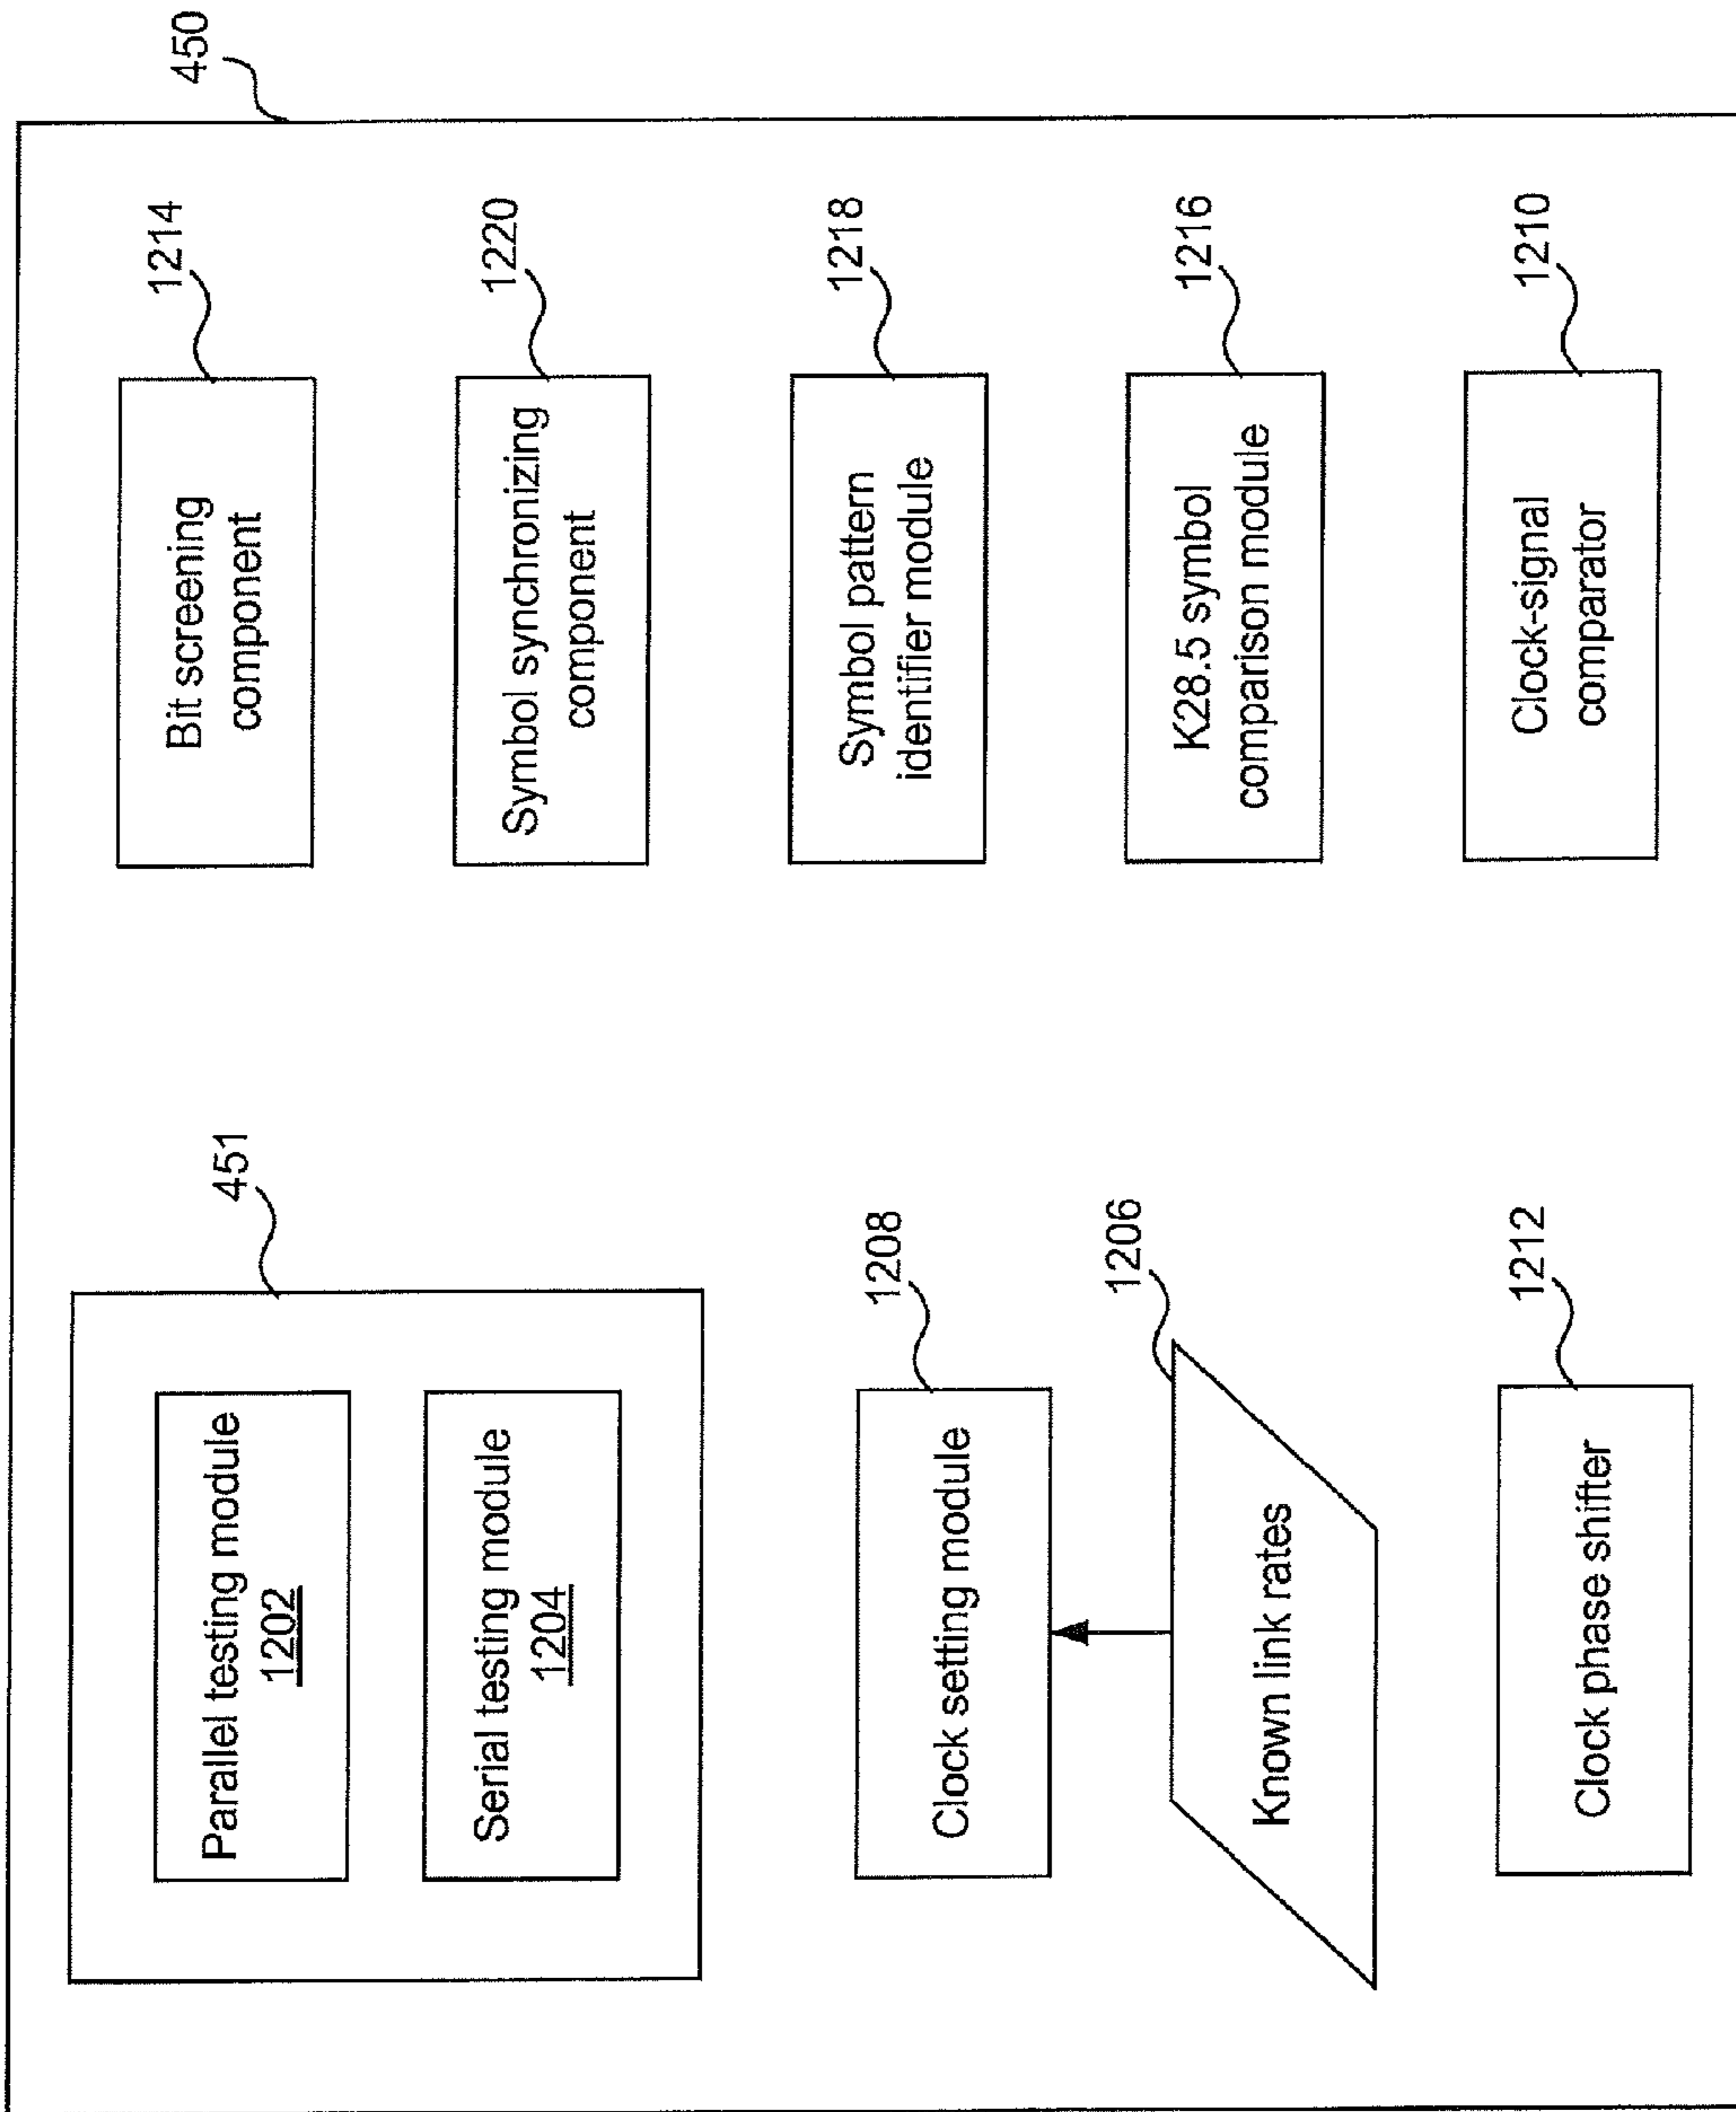 450
451
Parallel testing module
1202
Serial testing module
1204
1208
Clock setting module
1206
Known link rates
1212
Clock phase shifter
1214
Bit screening
component
1220
Symbol synchronizing
component
1218
Symbol pattern
identifier module
1216
K28.5 symbol
comparison module
1210
Clock-signal
comparator